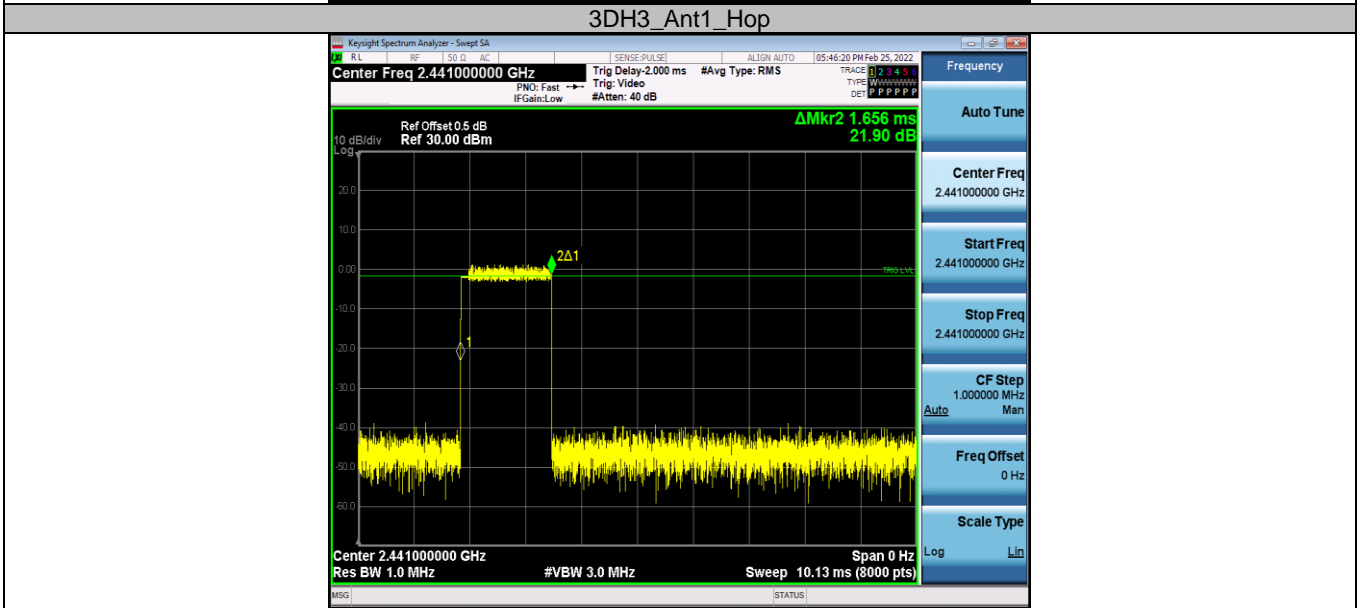 3DH3_Ant1_Hop
Keysight Spectrum Analyzer - Swept SA
RL RF 50 Ω AC SENSE:PULSE ALIGN AUTO 05:46:20 PM Feb 25, 2022
Center Freq 2.441000000 GHz
PNO: Fast
IFGain:Low
Trig Delay-2.000 ms
Trig: Video
#Atten: 40 dB
#Avg Type: RMS
TRACE 1 2 3 4 5 6
TYPE WWWWWW
DET P P P P P P
ΔMkr2 1.656 ms
21.90 dB
Ref Offset 0.5 dB
10 dB/div Ref 30.00 dBm
Log
20.0
10.0
0.00
-10.0
-20.0
-30.0
-40.0
-50.0
-60.0
2Δ1
TRIG LVL
1
Center 2.441000000 GHz Span 0 Hz
Res BW 1.0 MHz #VBW 3.0 MHz Sweep 10.13 ms (8000 pts)
MSG STATUS
Frequency
Auto Tune
Center Freq
2.441000000 GHz
Start Freq
2.441000000 GHz
Stop Freq
2.441000000 GHz
CF Step
1.000000 MHz
Auto Man
Freq Offset
0 Hz
Scale Type
Log Lin